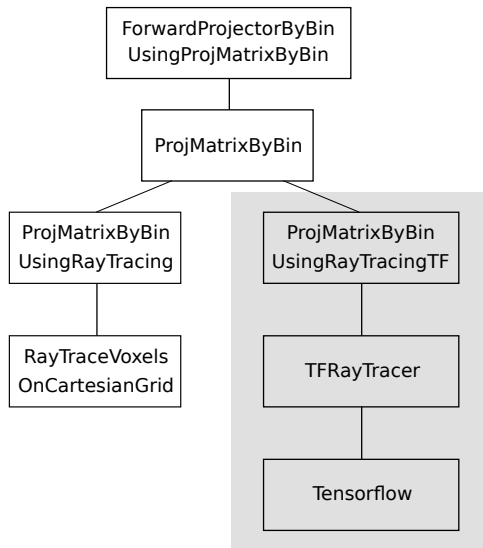 ForwardProjectorByBin
UsingProjMatrixByBin
ProjMatrixByBin
ProjMatrixByBin
UsingRayTracing
ProjMatrixByBin
UsingRayTracingTF
RayTraceVoxels
OnCartesianGrid
TFRayTracer
Tensorflow